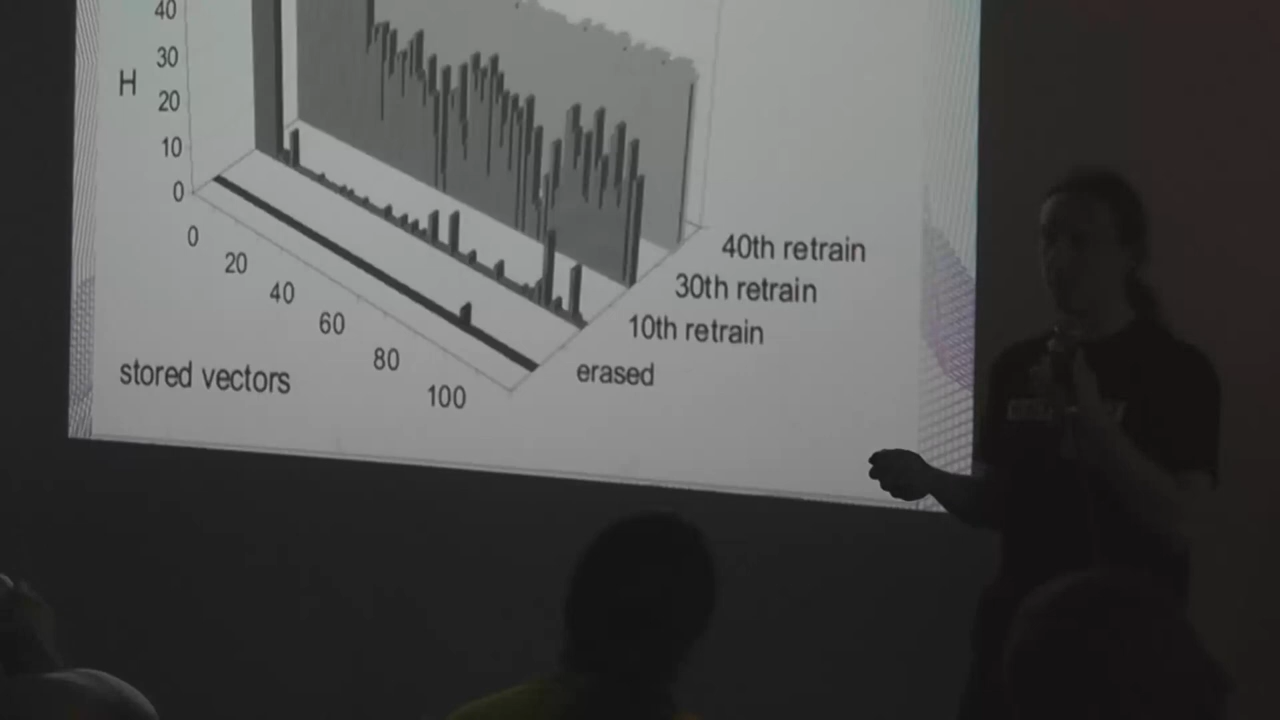 40
30
H
20
10
0
0
20
40
60
80
100
40th retrain
30th retrain
10th retrain
erased
stored vectors